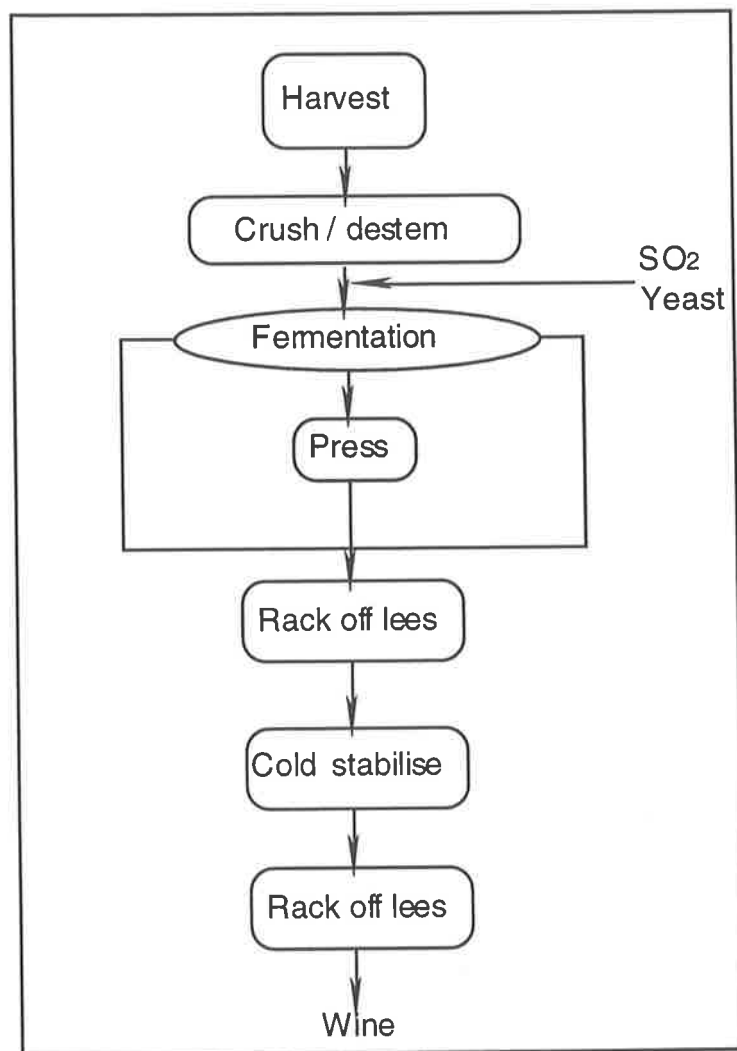 Harvest
Crush / destem
SO2
Yeast
Fermentation
Press
Rack off lees
Cold stabilise
Rack off lees
Wine